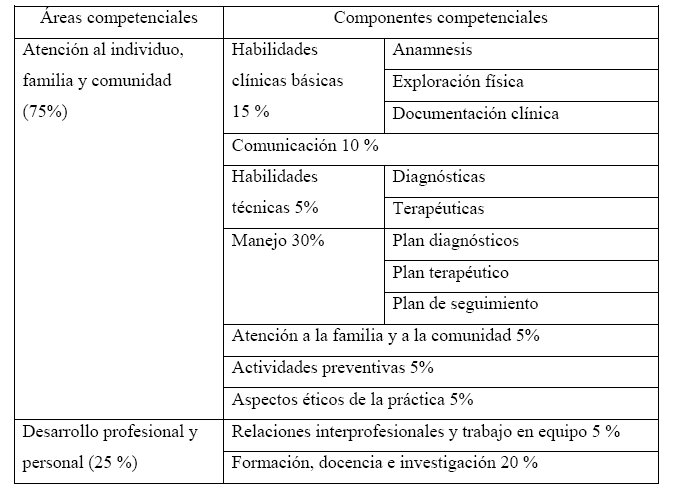 Áreas competenciales
Componentes competenciales
Atención al individuo,
familia y comunidad
(75%)
Habilidades
clínicas básicas
15 %
Anamnesis
Exploración física
Documentación clínica
Comunicación 10 %
Habilidades
técnicas 5%
Diagnósticas
Terapéuticas
Manejo 30%
Plan diagnósticos
Plan terapéutico
Plan de seguimiento
Atención a la familia y a la comunidad 5%
Actividades preventivas 5%
Aspectos éticos de la práctica 5%
Desarrollo profesional y
personal (25 %)
Relaciones interprofesionales y trabajo en equipo 5 %
Formación, docencia e investigación 20 %